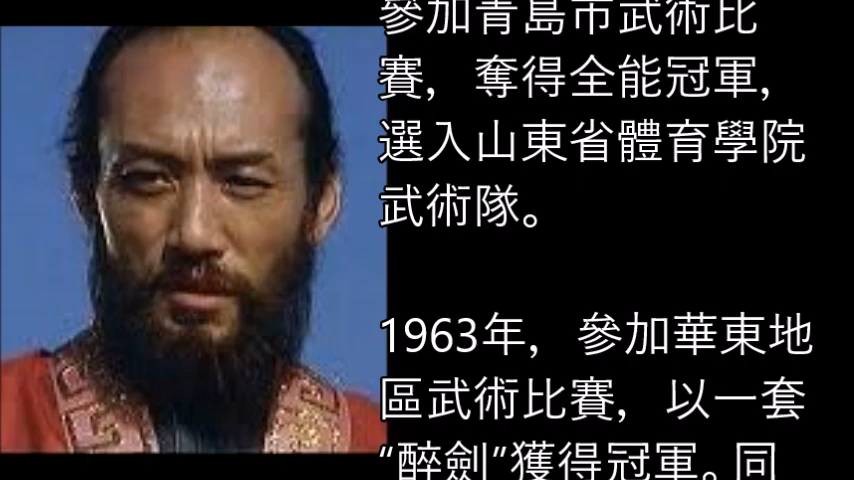 參加青島市武術比
賽，奪得全能冠軍，
選入山東省體育學院
武術隊。
1963年，參加華東地
區武術比賽，以一套
“醉劍”獲得冠軍。同